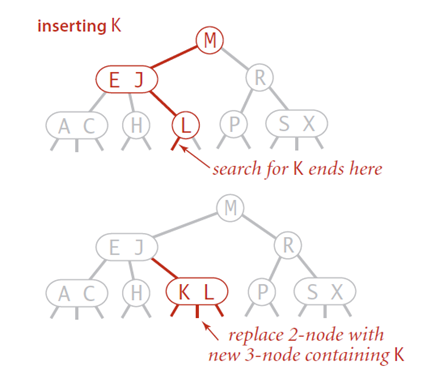 inserting K
M
E J
R
A C
H
L
P
S X
search for K ends here
M
E J
R
A C
H
K L
P
S X
replace 2-node with
new 3-node containing K